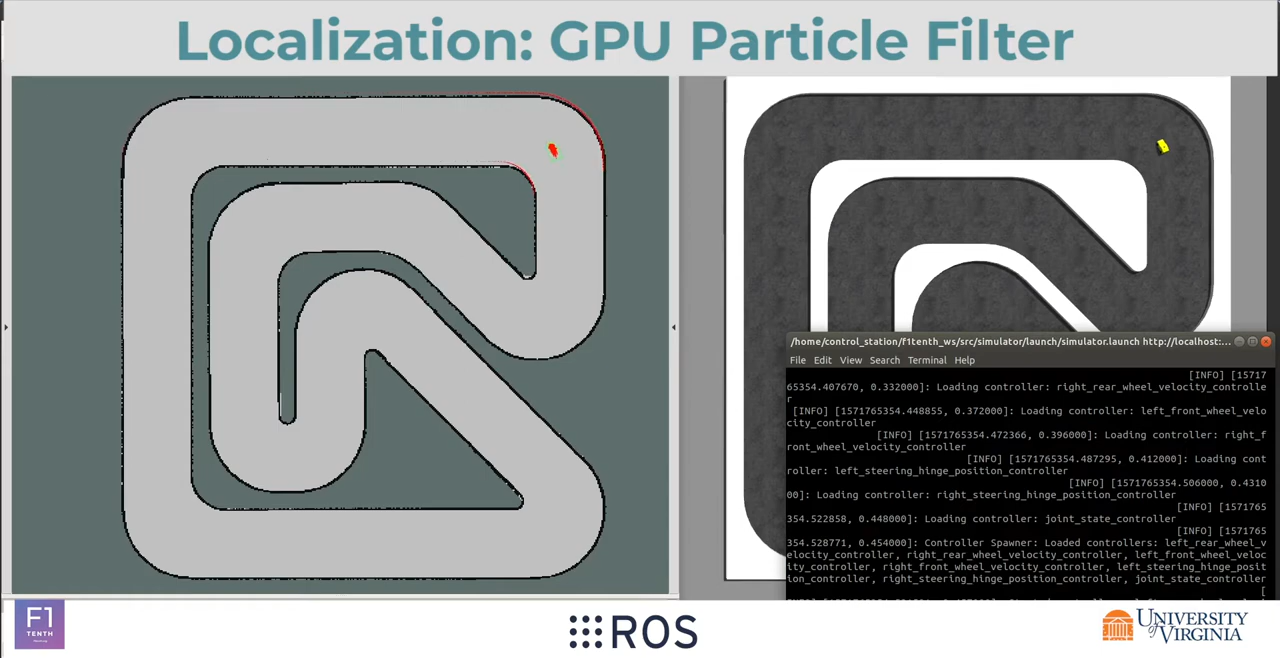 Localization: GPU Particle Filter
/home/control_station/f1tenth_ws/src/simulator/launch/simulator.launch http://localhost:...
File Edit View Search Terminal Help
[INFO] [15717
65354.407670, 0.332000]: Loading controller: right_rear_wheel_velocity_controlle
r
[INFO] [1571765354.448855, 0.372000]: Loading controller: left_front_wheel_velo
city_controller
[INFO] [1571765354.472366, 0.396000]: Loading controller: right_f
ront_wheel_velocity_controller
[INFO] [1571765354.487295, 0.412000]: Loading cont
roller: left_steering_hinge_position_controller
[INFO] [1571765354.506000, 0.4310
00]: Loading controller: right_steering_hinge_position_controller
[INFO] [1571765
354.522858, 0.448000]: Loading controller: joint_state_controller
[INFO] [1571765
354.528771, 0.454000]: Controller Spawner: Loaded controllers: left_rear_wheel_v
elocity_controller, right_rear_wheel_velocity_controller, left_front_wheel_veloc
ity_controller, right_front_wheel_velocity_controller, left_steering_hinge_posit
ion_controller, right_steering_hinge_position_controller, joint_state_controller
[
F1
TENTH
ROS
UNIVERSITY
of VIRGINIA